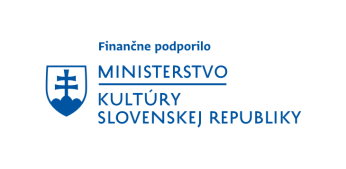 Finančne podporilo
MINISTERSTVO
KULTÚRY
SLOVENSKEJ REPUBLIKY